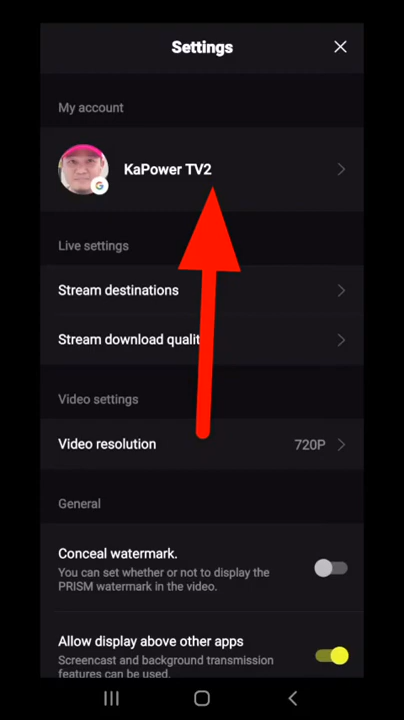 Settings
My account
KaPower TV2
Live settings
Stream destinations
Stream download qualit
Video settings
Video resolution
720P
General
Conceal watermark.
You can set whether or not to display the
PRISM watermark in the video.
Allow display above other apps
Screencast and background transmission
features can be used.